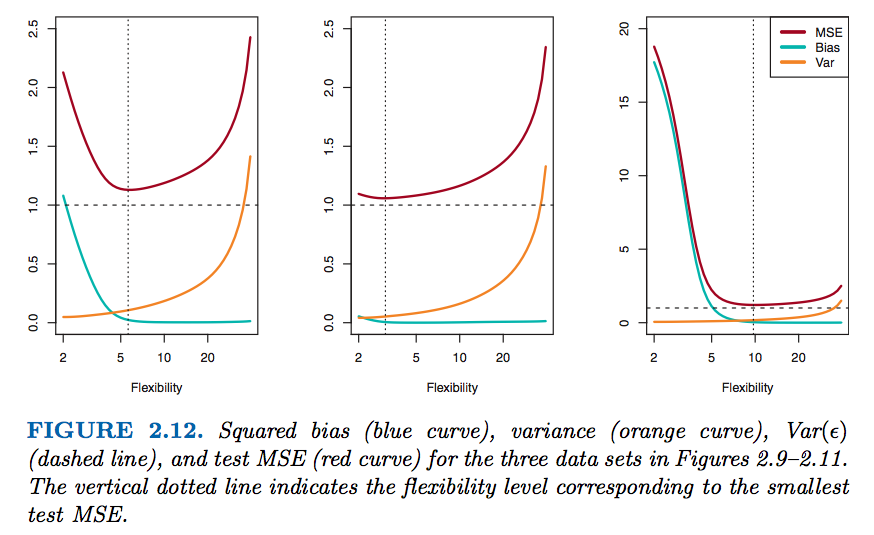 2.5
2.0
1.5
1.0
0.5
0.0
2 5 10 20
Flexibility
2.5
2.0
1.5
1.0
0.5
0.0
2 5 10 20
Flexibility
20
15
10
5
0
2 5 10 20
Flexibility
MSE
Bias
Var
FIGURE 2.12. Squared bias (blue curve), variance (orange curve), Var(ϵ)
(dashed line), and test MSE (red curve) for the three data sets in Figures 2.9–2.11.
The vertical dotted line indicates the flexibility level corresponding to the smallest
test MSE.